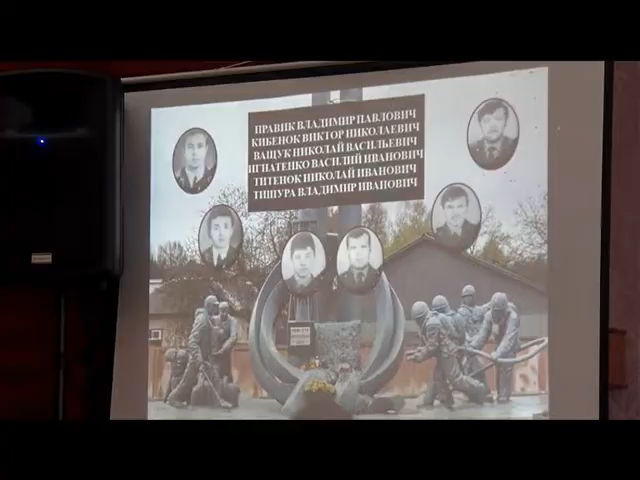 ПРАВИК ВЛАДИМИР ПАВЛОВИЧ
КИБЕНОК ВИКТОР НИКОЛАЕВИЧ
ВАЩУК НИКОЛАЙ ВАСИЛЬЕВИЧ
ИГНАТЕНКО ВАСИЛИЙ ИВАНОВИЧ
ТИТЕНОК НИКОЛАЙ ИВАНОВИЧ
ТИШУРА ВЛАДИМИР ИВАНОВИЧ